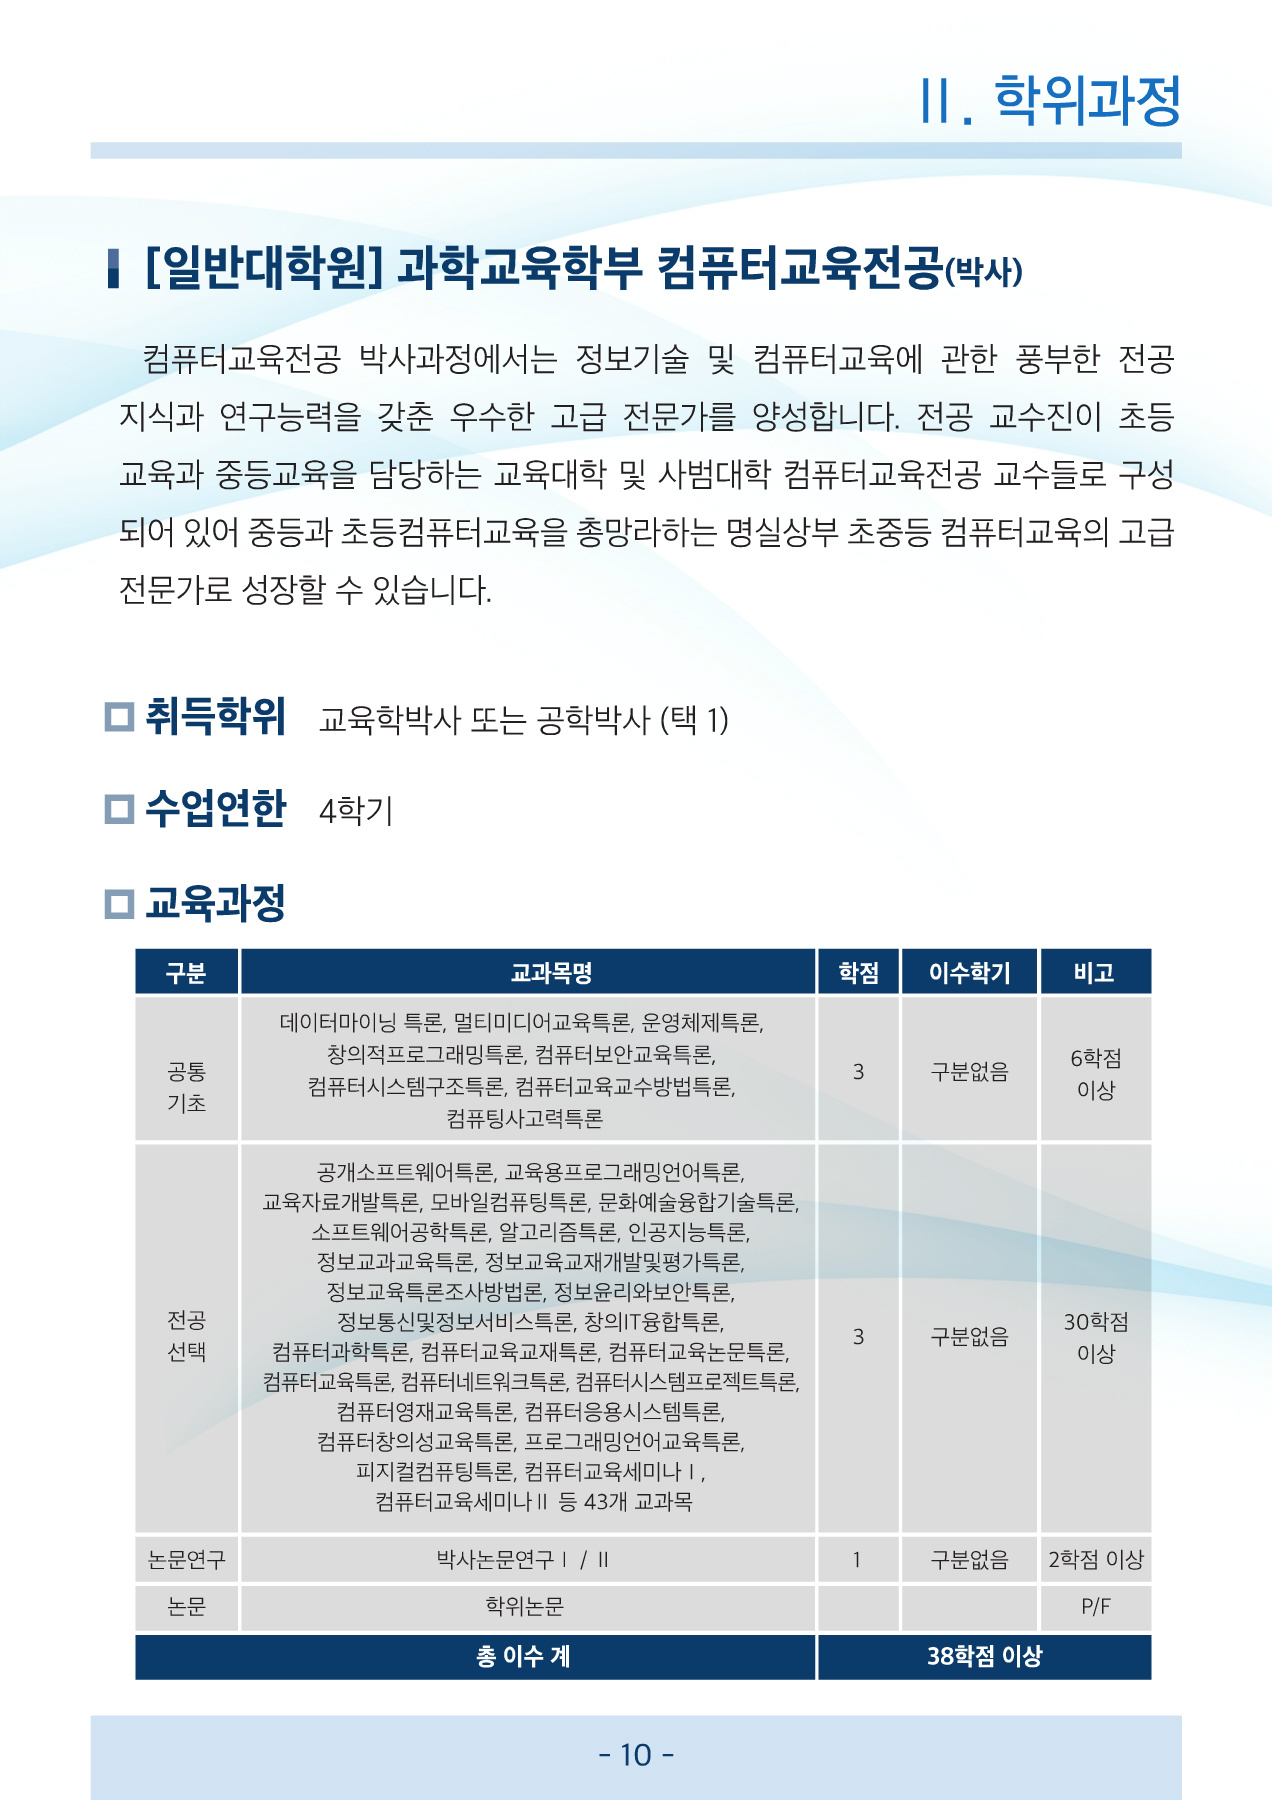 Ⅱ. 학위과정
[일반대학원] 과학교육학부 컴퓨터교육전공(박사)
컴퓨터교육전공 박사과정에서는 정보기술 및 컴퓨터교육에 관한 풍부한 전공
지식과 연구능력을 갖춘 우수한 고급 전문가를 양성합니다. 전공 교수진이 초등
교육과 중등교육을 담당하는 교육대학 및 사범대학 컴퓨터교육전공 교수들로 구성
되어 있어 중등과 초등컴퓨터교육을 총망라하는 명실상부 초중등 컴퓨터교육의 고급
전문가로 성장할 수 있습니다.
취득학위 교육학박사 또는 공학박사 (택 1)
수업연한 4학기
교육과정
구분 교과목명 학점 이수학기 비고
공통
기초
데이터마이닝 특론, 멀티미디어교육특론, 운영체제특론,
창의적프로그래밍특론, 컴퓨터보안교육특론,
컴퓨터시스템구조특론, 컴퓨터교육교수방법특론,
컴퓨팅사고력특론
3
구분없음
6학점
이상
전공
선택
공개소프트웨어특론, 교육용프로그래밍언어특론,
교육자료개발특론, 모바일컴퓨팅특론, 문화예술융합기술특론,
소프트웨어공학특론, 알고리즘특론, 인공지능특론,
정보교과교육특론, 정보교육교재개발및평가특론,
정보교육특론조사방법론, 정보윤리와보안특론,
정보통신및정보서비스특론, 창의IT융합특론,
컴퓨터과학특론, 컴퓨터교육교재특론, 컴퓨터교육논문특론,
컴퓨터교육특론, 컴퓨터네트워크특론, 컴퓨터시스템프로젝트특론,
컴퓨터영재교육특론, 컴퓨터응용시스템특론,
컴퓨터창의성교육특론, 프로그래밍언어교육특론,
피지컬컴퓨팅특론, 컴퓨터교육세미나Ⅰ,
컴퓨터교육세미나Ⅱ 등 43개 교과목
3
구분없음
30학점
이상
논문연구 박사논문연구Ⅰ / Ⅱ 1 구분없음 2학점 이상
논문 학위논문 P/F
총 이수 계 38학점 이상
- 10 -